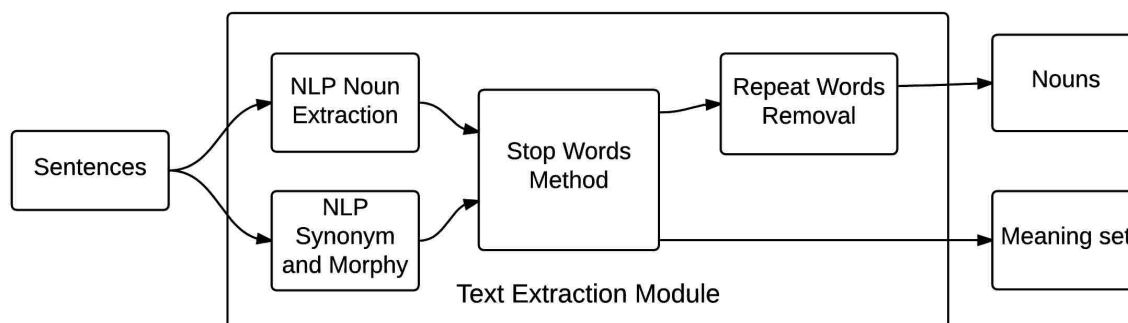 Sentences
NLP Noun
Extraction
NLP
Synonym
and Morphy
Stop Words
Method
Repeat Words
Removal
Nouns
Meaning set
Text Extraction Module